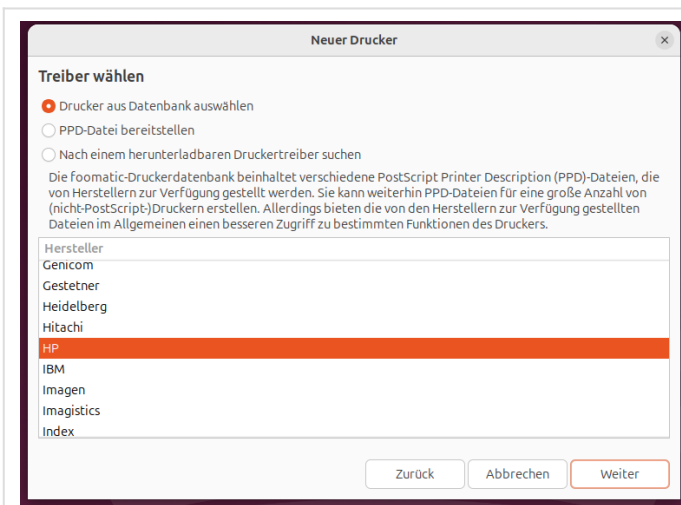 Neuer Drucker
Treiber wählen
Drucker aus Datenbank auswählen
PPD-Datei bereitstellen
Nach einem herunterladbaren Druckertreiber suchen
Die foomatic-Druckerdatenbank beinhaltet verschiedene PostScript Printer Description (PPD)-Dateien, die
von Herstellern zur Verfügung gestellt werden. Sie kann weiterhin PPD-Dateien für eine große Anzahl von
(nicht-PostScript-)Druckern erstellen. Allerdings bieten die von den Herstellern zur Verfügung gestellten
Dateien im Allgemeinen einen besseren Zugriff zu bestimmten Funktionen des Druckers.
Hersteller
Genicom
Gestetner
Heidelberg
Hitachi
HP
IBM
Imagen
Imagistics
Index
Zurück Abbrechen Weiter